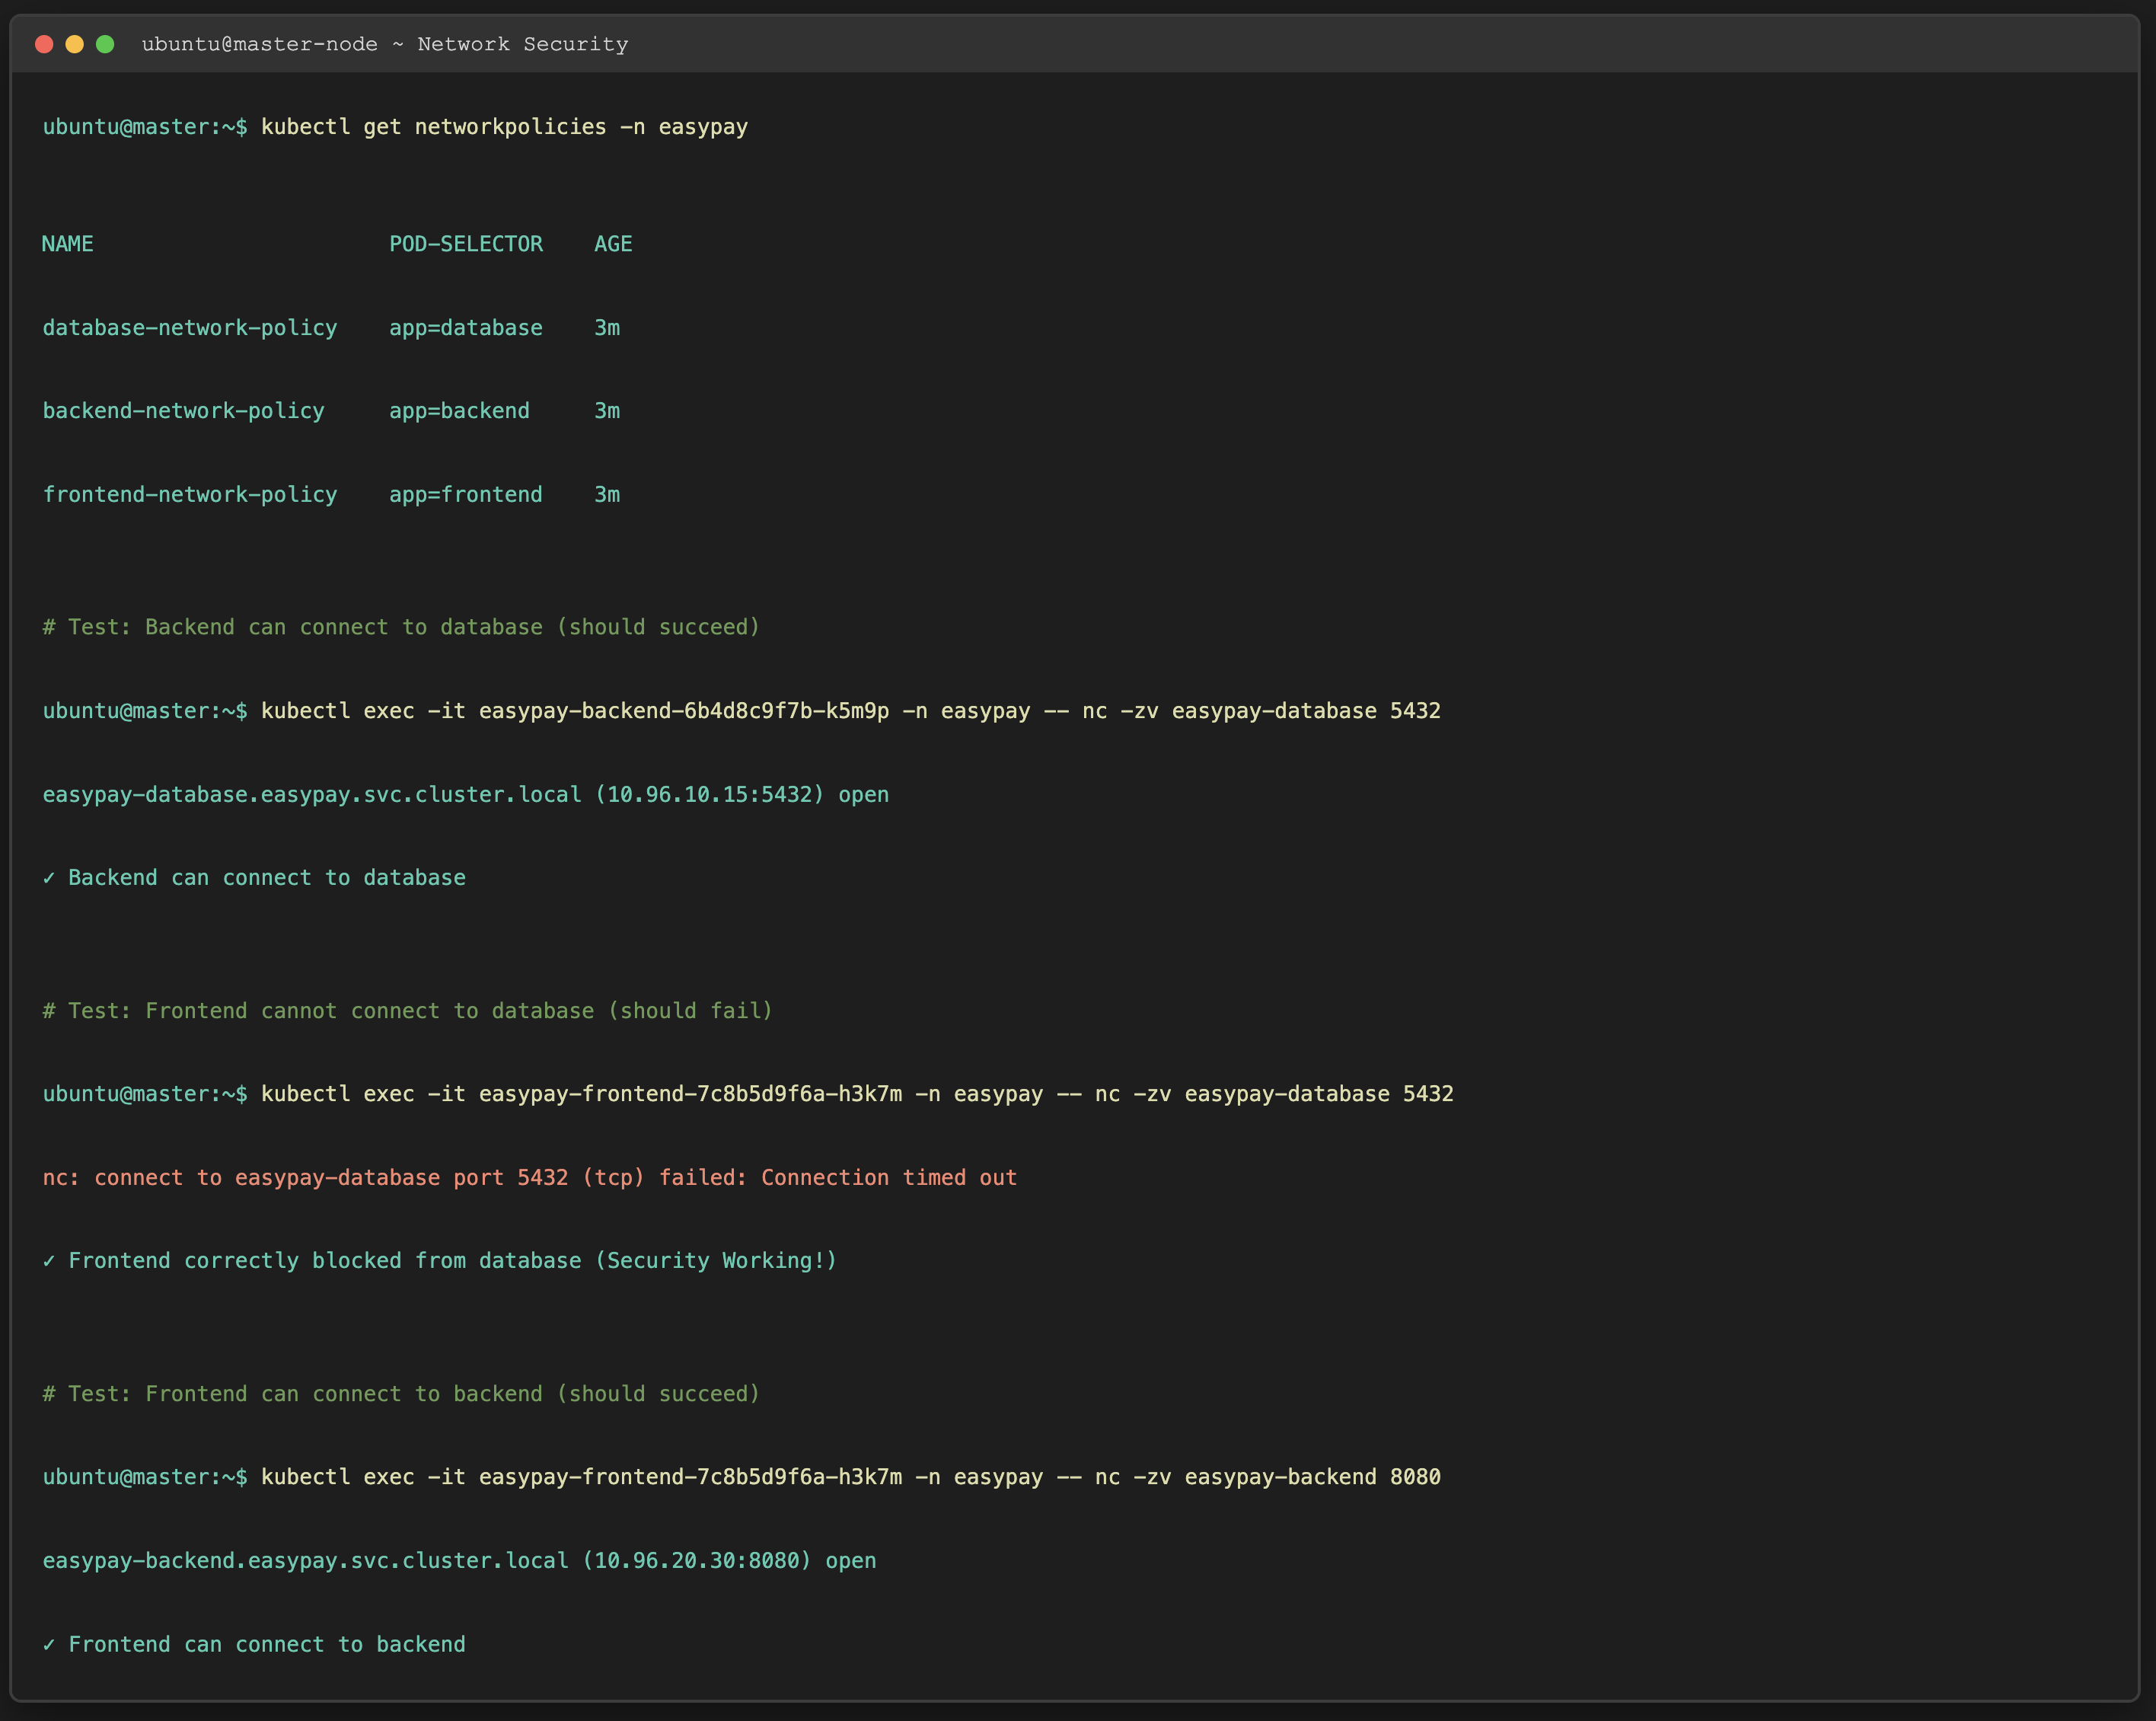 ubuntu@master-node ~ Network Security
ubuntu@master:~$ kubectl get networkpolicies -n easypay
NAME POD-SELECTOR AGE
database-network-policy app=database 3m
backend-network-policy app=backend 3m
frontend-network-policy app=frontend 3m
# Test: Backend can connect to database (should succeed)
ubuntu@master:~$ kubectl exec -it easypay-backend-6b4d8c9f7b-k5m9p -n easypay -- nc -zv easypay-database 5432
easypay-database.easypay.svc.cluster.local (10.96.10.15:5432) open
✓ Backend can connect to database
# Test: Frontend cannot connect to database (should fail)
ubuntu@master:~$ kubectl exec -it easypay-frontend-7c8b5d9f6a-h3k7m -n easypay -- nc -zv easypay-database 5432
nc: connect to easypay-database port 5432 (tcp) failed: Connection timed out
✓ Frontend correctly blocked from database (Security Working!)
# Test: Frontend can connect to backend (should succeed)
ubuntu@master:~$ kubectl exec -it easypay-frontend-7c8b5d9f6a-h3k7m -n easypay -- nc -zv easypay-backend 8080
easypay-backend.easypay.svc.cluster.local (10.96.20.30:8080) open
✓ Frontend can connect to backend